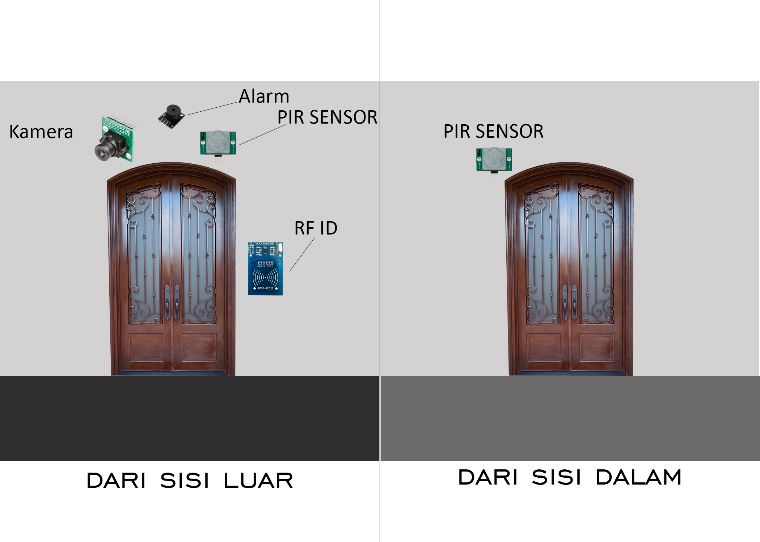 Alarm
PIR SENSOR
Kamera
RF ID
DARI SISI LUAR
PIR SENSOR
DARI SISI DALAM